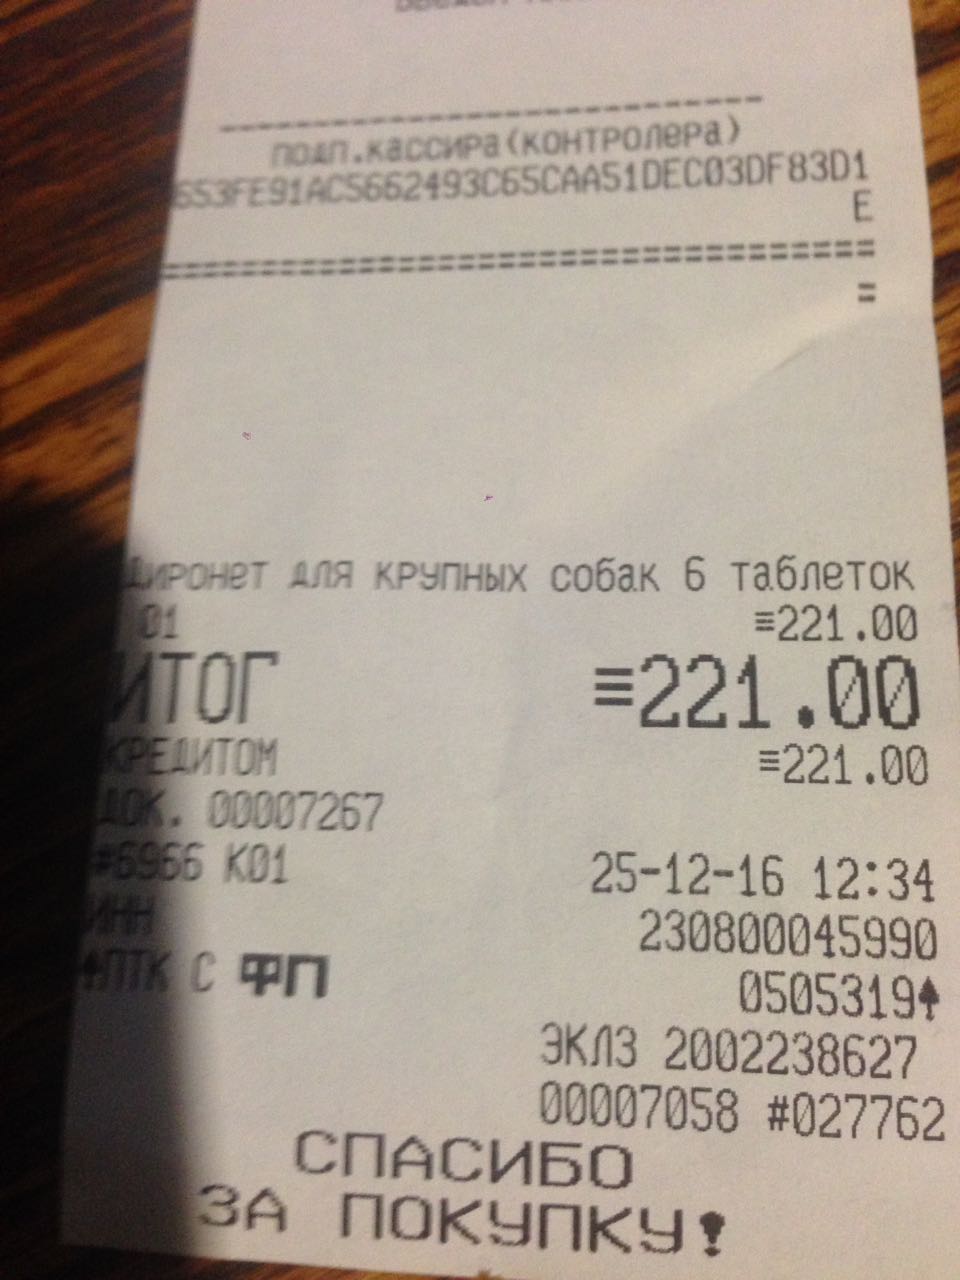 ПОДП.КАССИРА(КОНТРОЛЕРА)
653FE91AC5662493C65CAA51DEC03DF83D1
E
=
Диронет для крупных собак 6 таблеток
01 ≡221.00
ИТОГ ≡221.00
КРЕДИТОМ ≡221.00
ДОК. 00007267
#6966 К01 25-12-16 12:34
ИНН 230800045990
ПТК С ФП 0505319
ЭКЛЗ 2002238627
00007058 #027762
СПАСИБО
ЗА ПОКУПКУ!